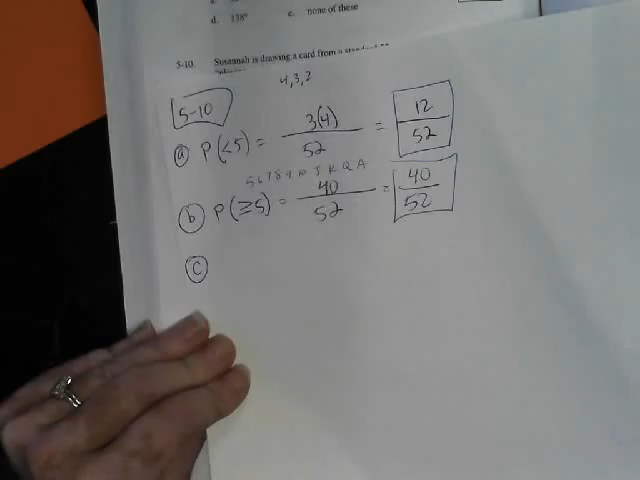 d. 138° e. none of these
5-10. Susannah is drawing a card from a standard
4,3,2
5-10
a P(<5) = 3(4)/52 = 12/52
5 6 7 8 9 10 J K Q A
b P(≥5) = 40/52 = 40/52
c